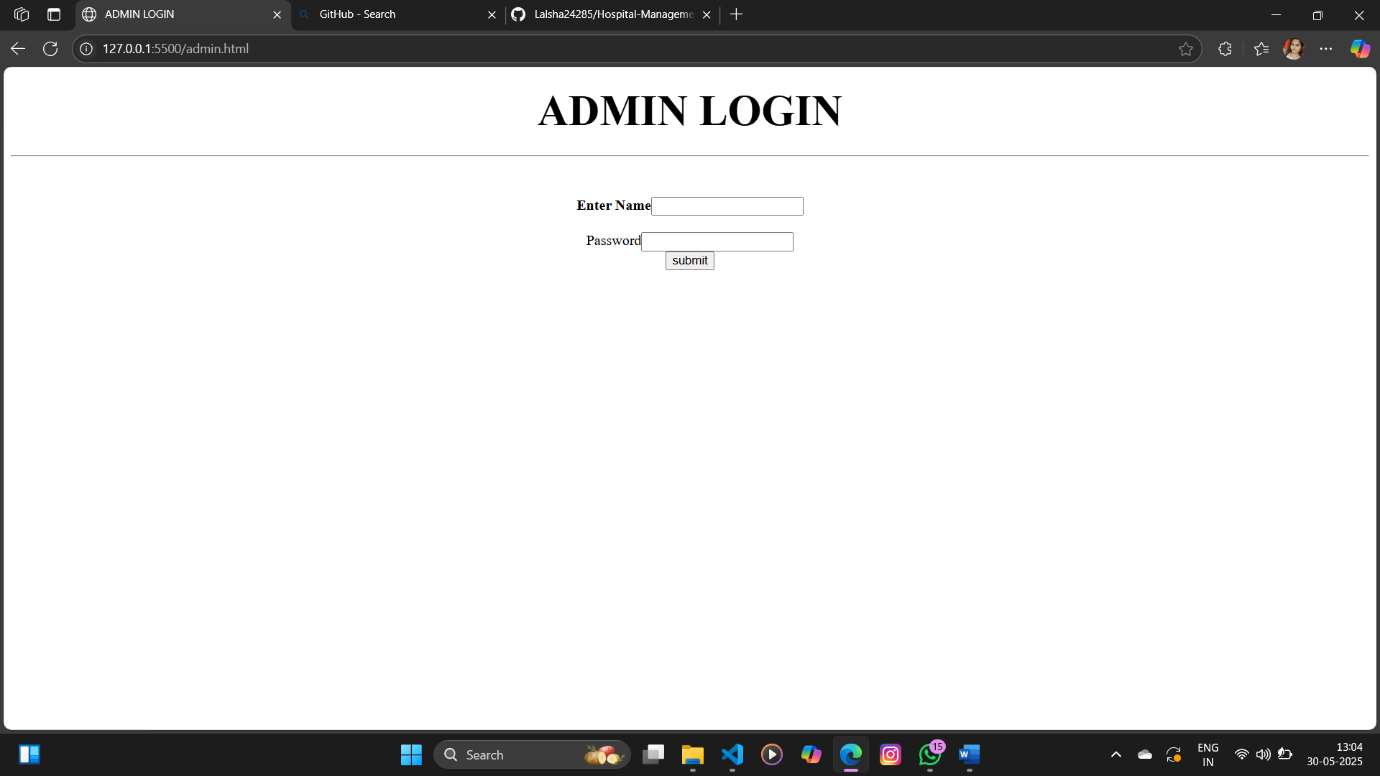 ADMIN LOGIN
GitHub - Search
Lalsha24285/Hospital-Manageme
127.0.0.1:5500/admin.html
ADMIN LOGIN
Enter Name
Password
submit
Search
15
ENG
IN
13:04
30-05-2025